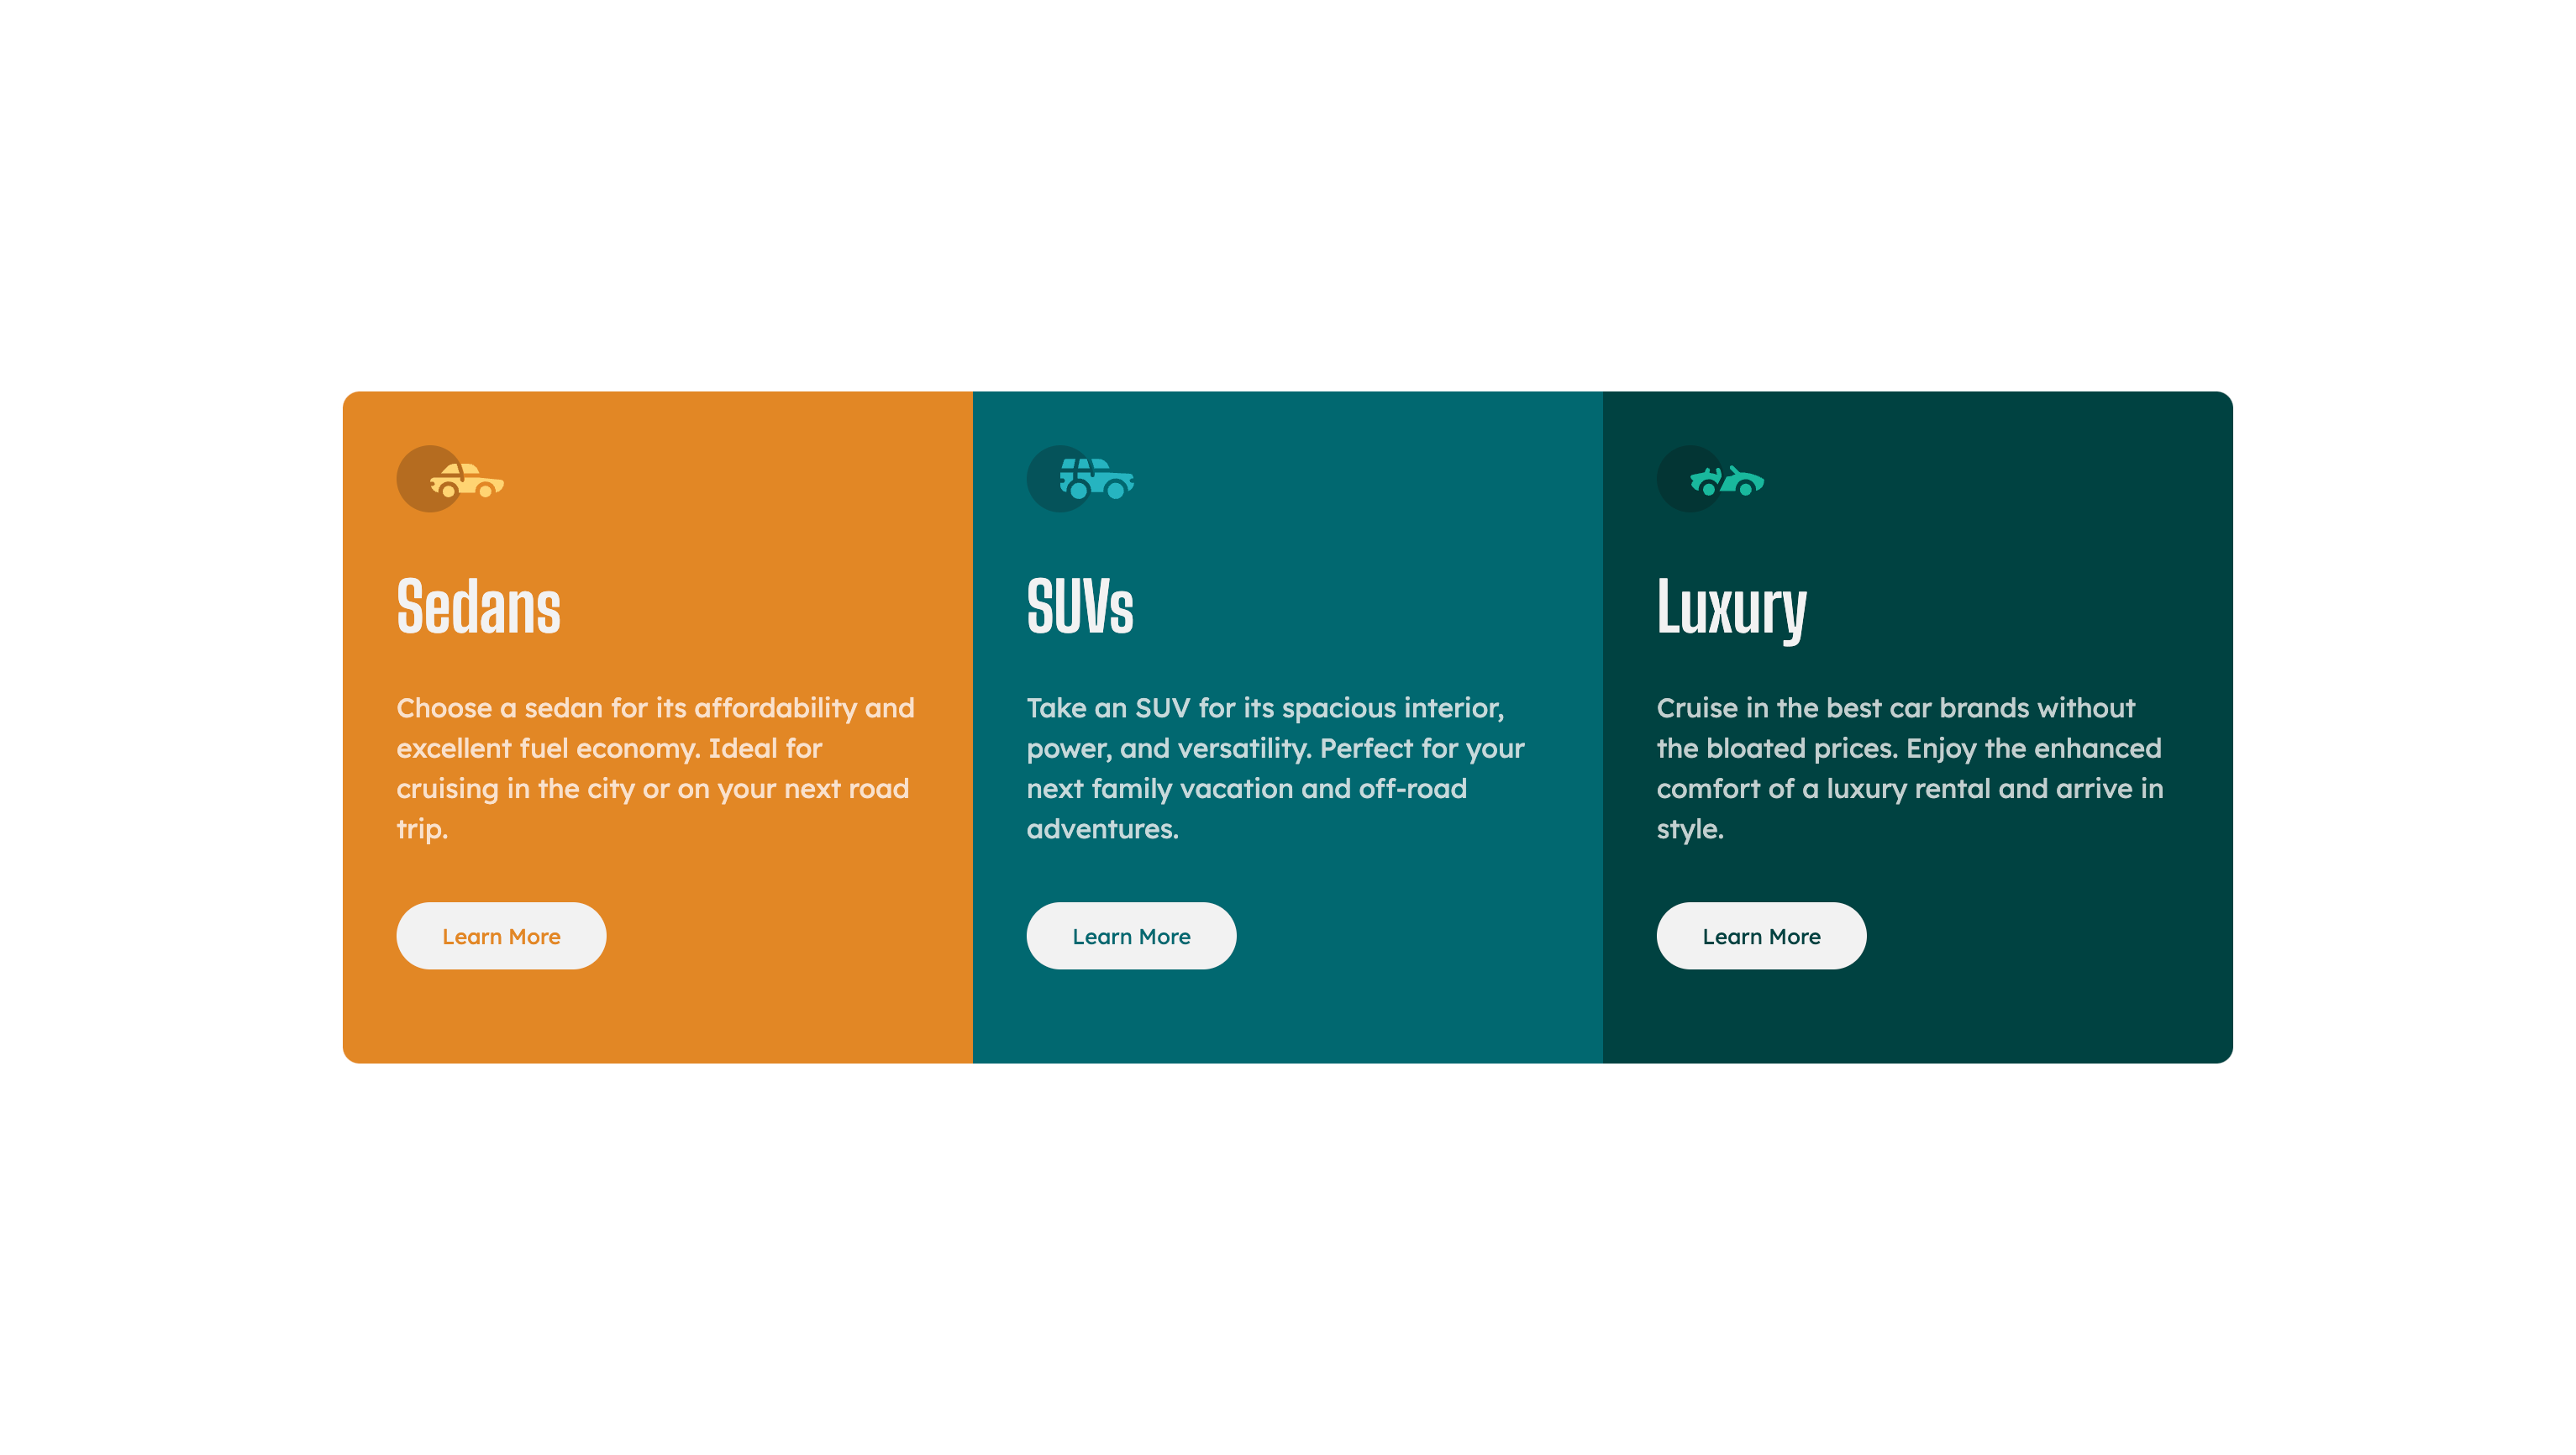 Sedans
Choose a sedan for its affordability and
excellent fuel economy. Ideal for
cruising in the city or on your next road
trip.
Learn More
SUVs
Take an SUV for its spacious interior,
power, and versatility. Perfect for your
next family vacation and off-road
adventures.
Learn More
Luxury
Cruise in the best car brands without
the bloated prices. Enjoy the enhanced
comfort of a luxury rental and arrive in
style.
Learn More